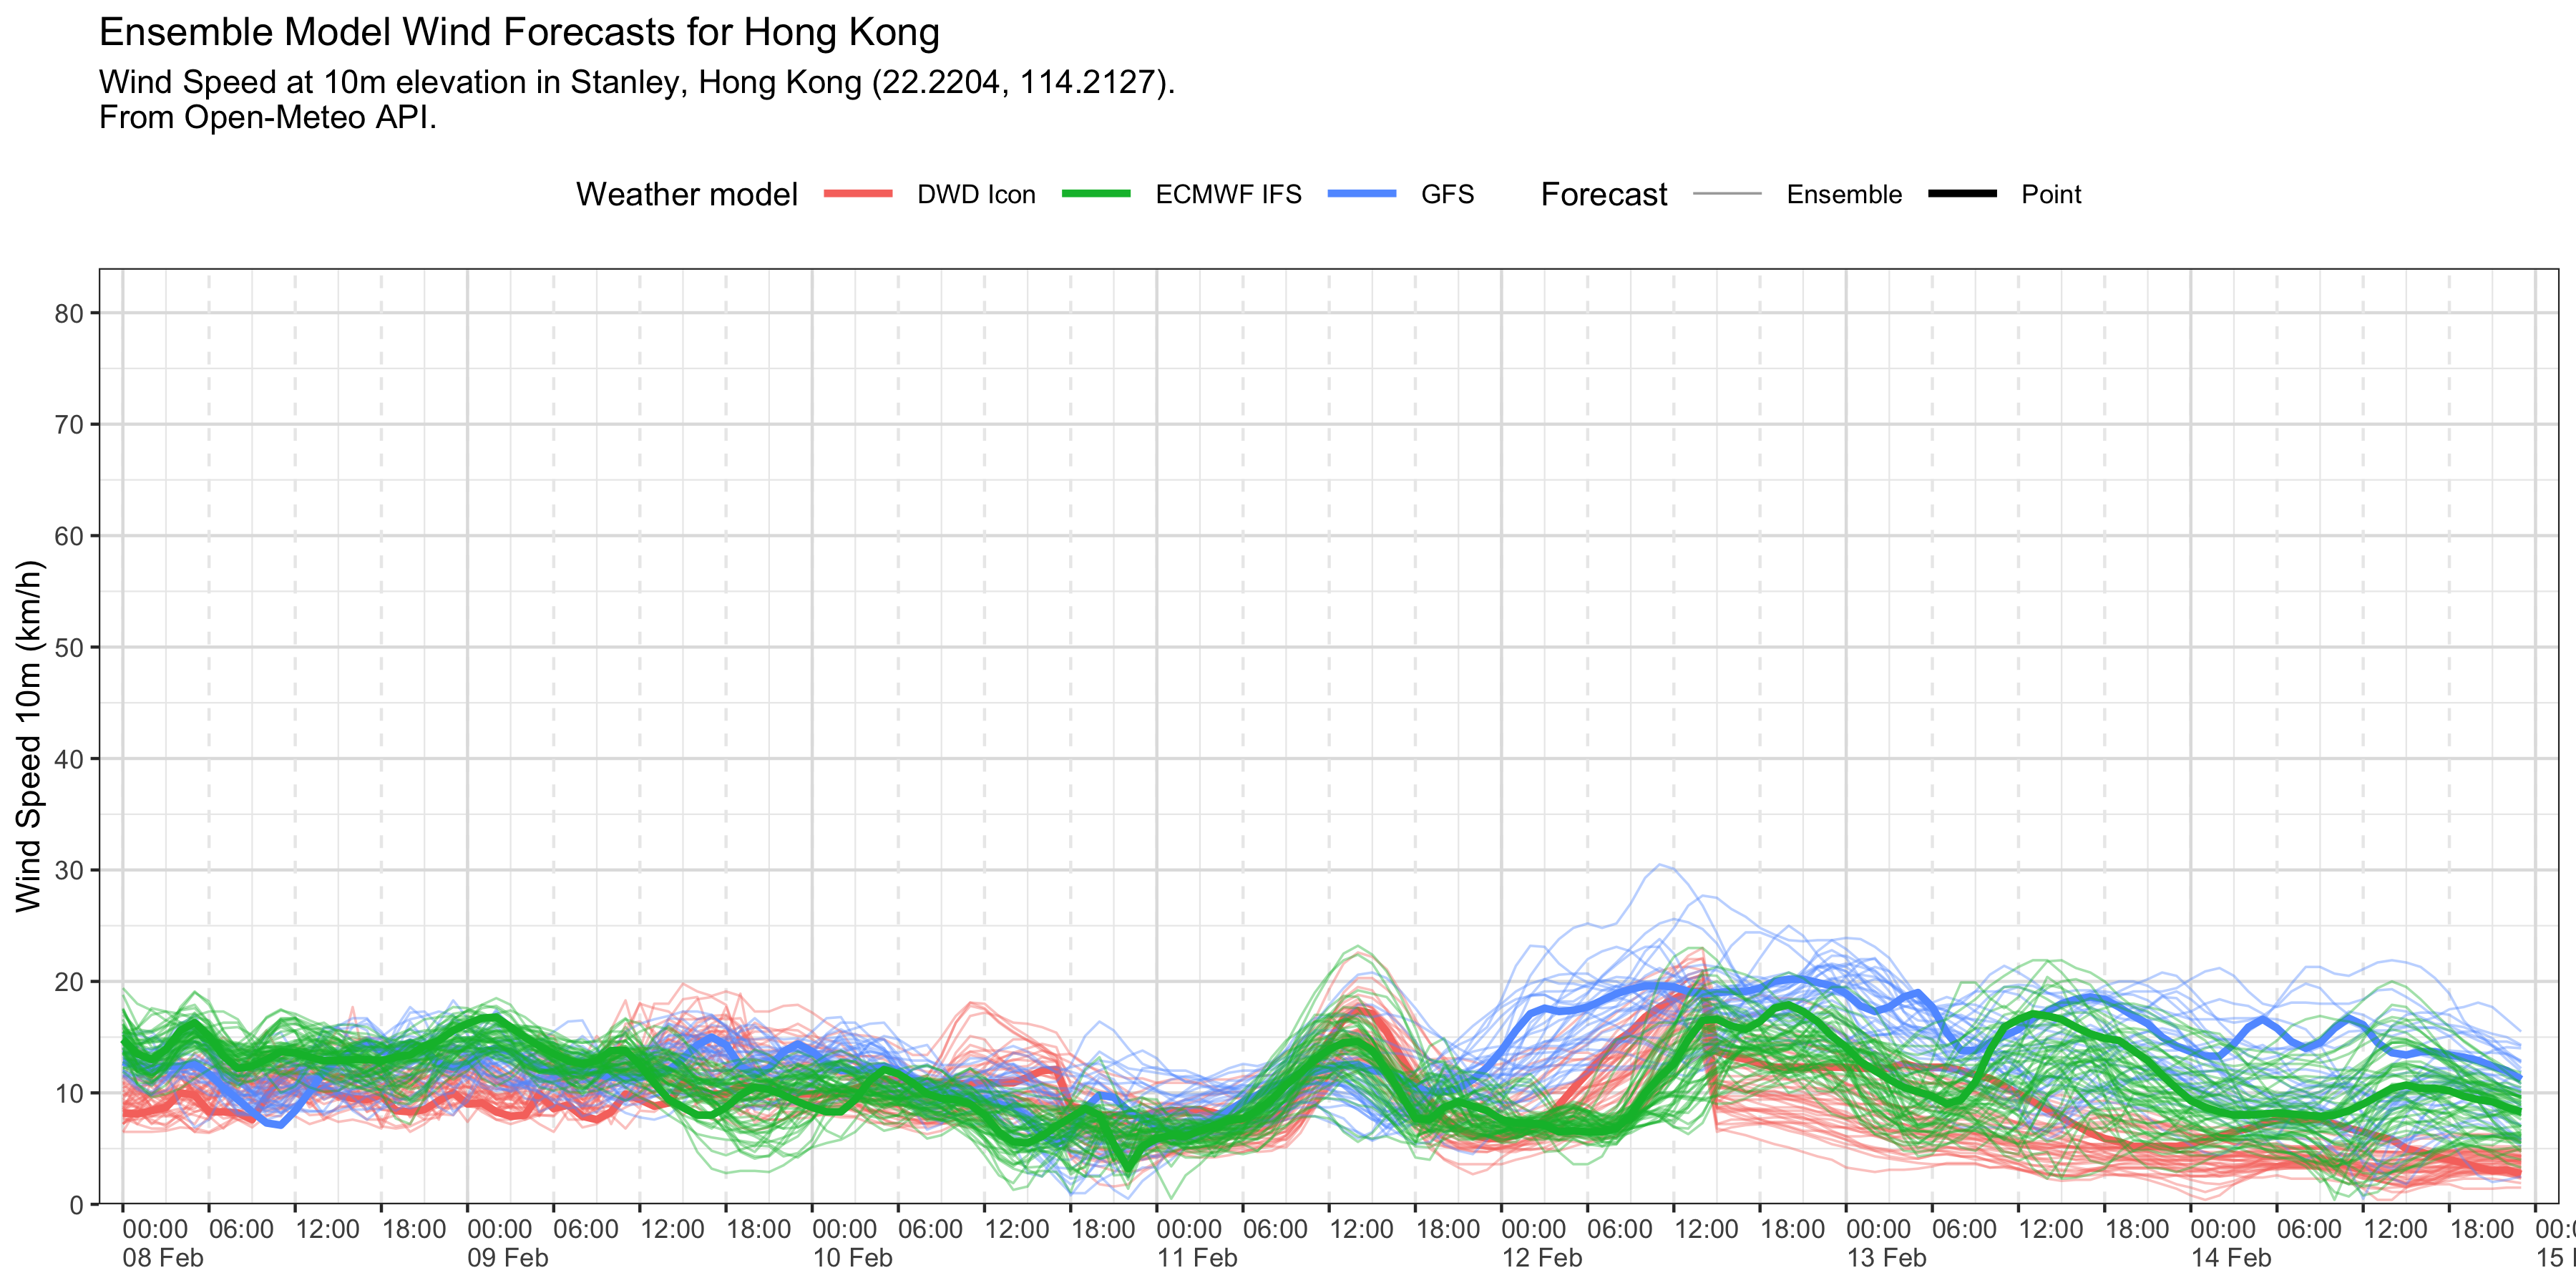 Ensemble Model Wind Forecasts for Hong Kong
Wind Speed at 10m elevation in Stanley, Hong Kong (22.2204, 114.2127).
From Open-Meteo API.
Weather model DWD Icon ECMWF IFS GFS Forecast Ensemble Point
Wind Speed 10m (km/h)
80
70
60
50
40
30
20
10
0
00:00 06:00 12:00 18:00 00:00 06:00 12:00 18:00 00:00 06:00 12:00 18:00 00:00 06:00 12:00 18:00 00:00 06:00 12:00 18:00 00:00 06:00 12:00 18:00 00:00 06:00 12:00 18:00
08 Feb 09 Feb 10 Feb 11 Feb 12 Feb 13 Feb 14 Feb 15